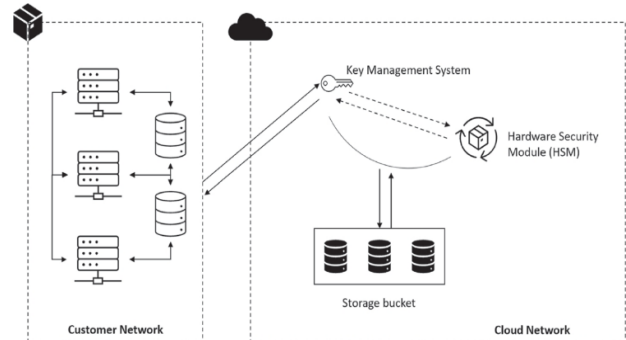 Key Management System
Hardware Security
Module (HSM)
Storage bucket
Customer Network
Cloud Network